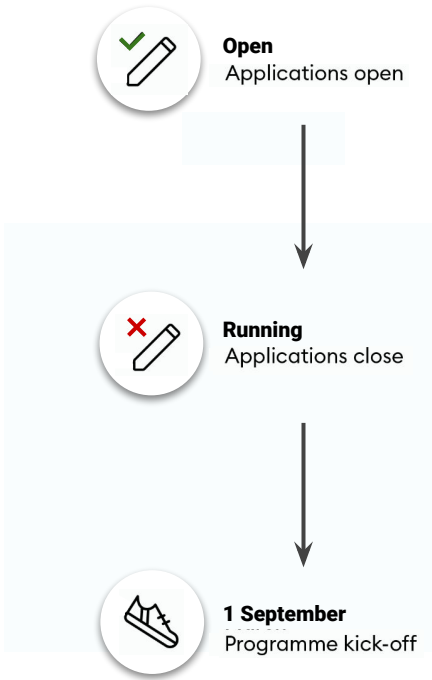 Open
Applications open
Running
Applications close
1 September
Programme kick-off